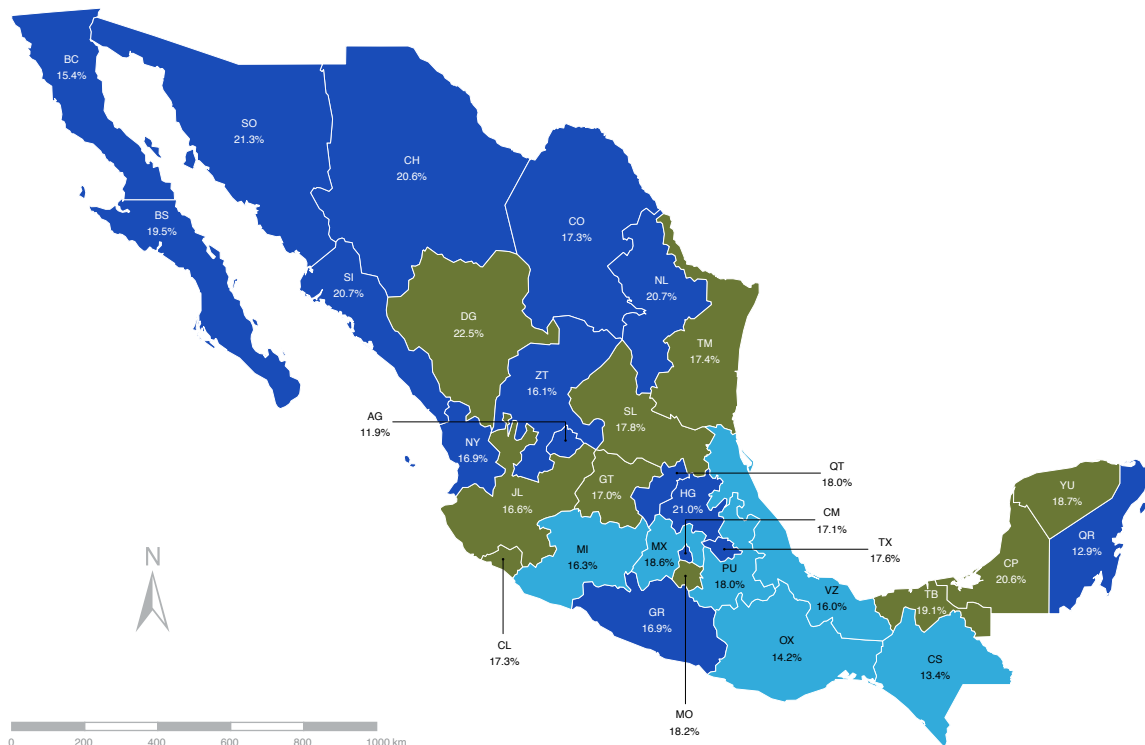 BC
15.4%
SO
21.3%
CH
20.6%
BS
19.5%
CO
17.3%
SI
20.7%
NL
20.7%
DG
22.5%
TM
17.4%
ZT
16.1%
AG
11.9%
SL
17.8%
NY
16.9%
QT
18.0%
GT
17.0%
HG
21.0%
YU
18.7%
JL
16.6%
CM
17.1%
QR
12.9%
MI
16.3%
MX
18.6%
TX
17.6%
PU
18.0%
CP
20.6%
VZ
16.0%
TB
19.1%
N
GR
16.9%
CL
17.3%
OX
14.2%
CS
13.4%
MO
18.2%
0 200 400 600 800 1000 km